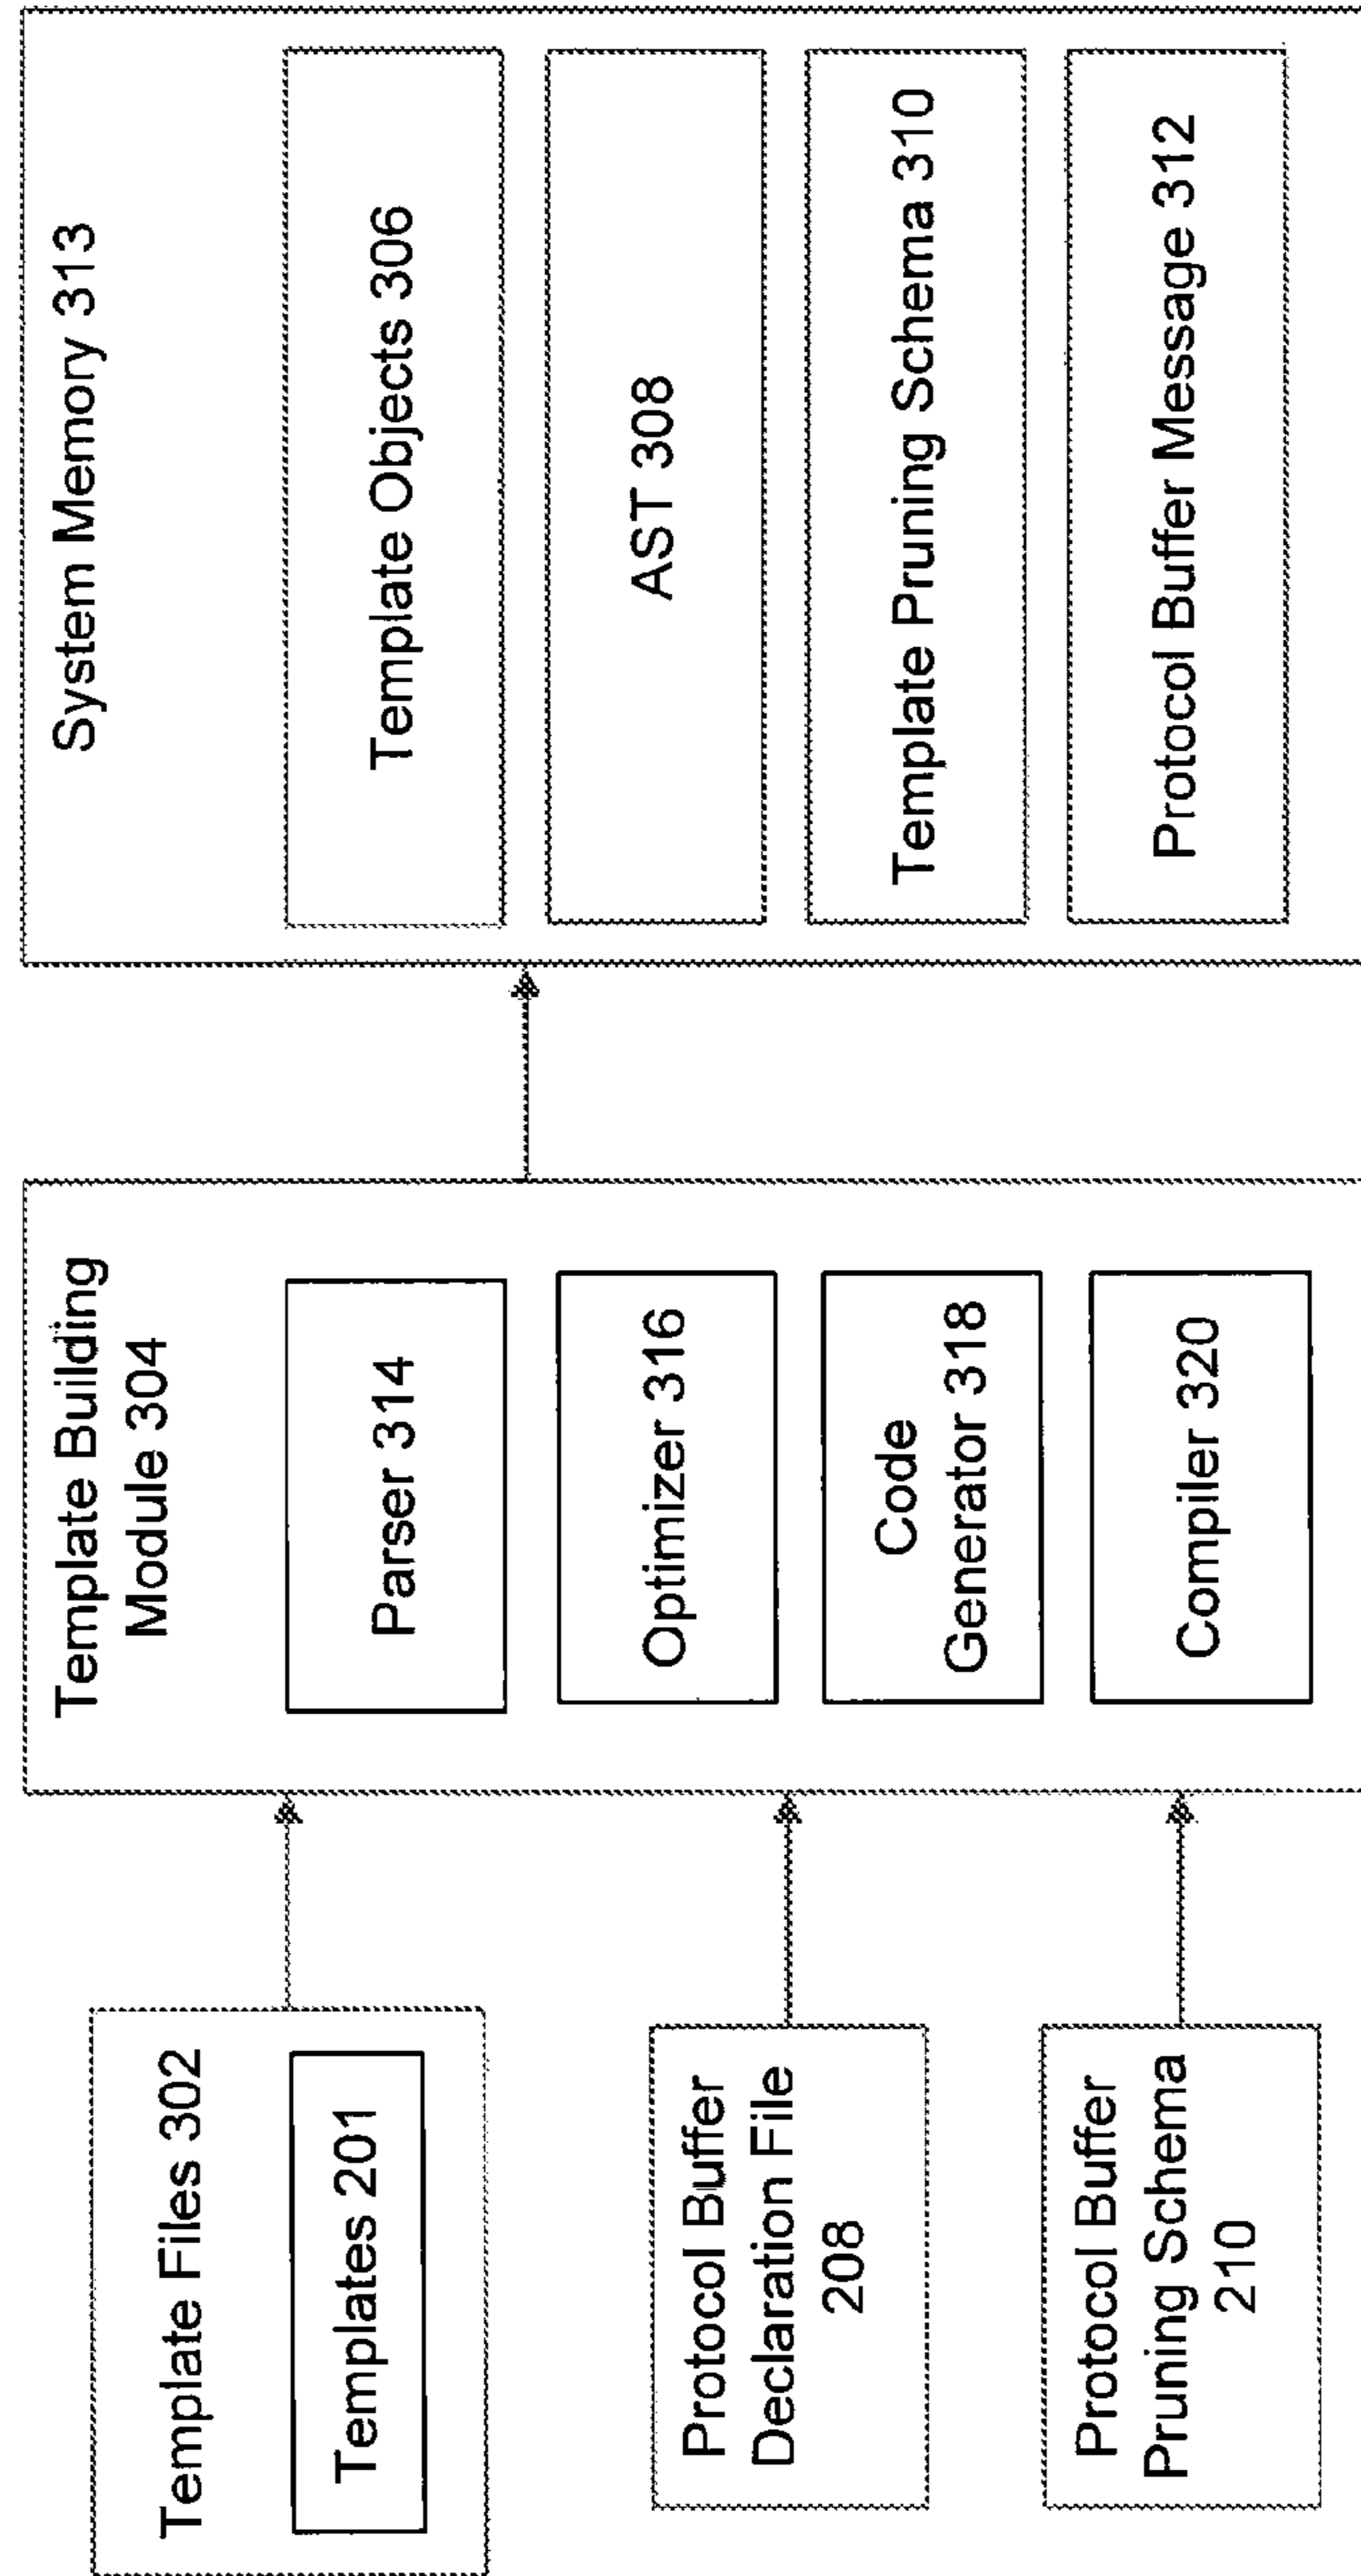 Template Files 302
Templates 201
Protocol Buffer
Declaration File
208
Protocol Buffer
Pruning Schema
210
Template Building
Module 304
Parser 314
Optimizer 316
Code
Generator 318
Compiler 320
System Memory 313
Template Objects 306
AST 308
Template Pruning Schema 310
Protocol Buffer Message 312